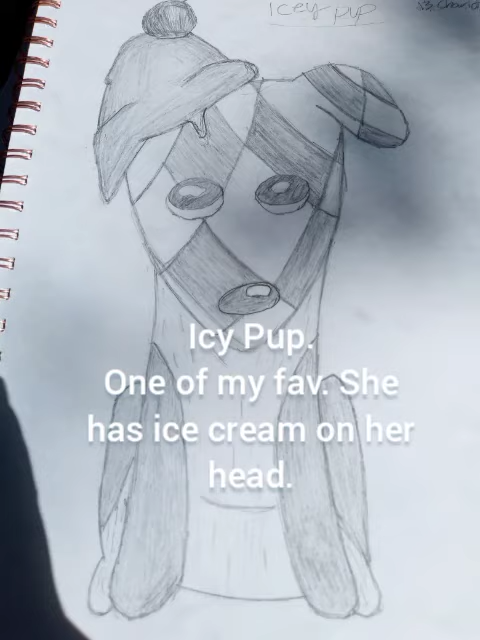 Icey pup
Icy Pup.
One of my fav. She
has ice cream on her
head.